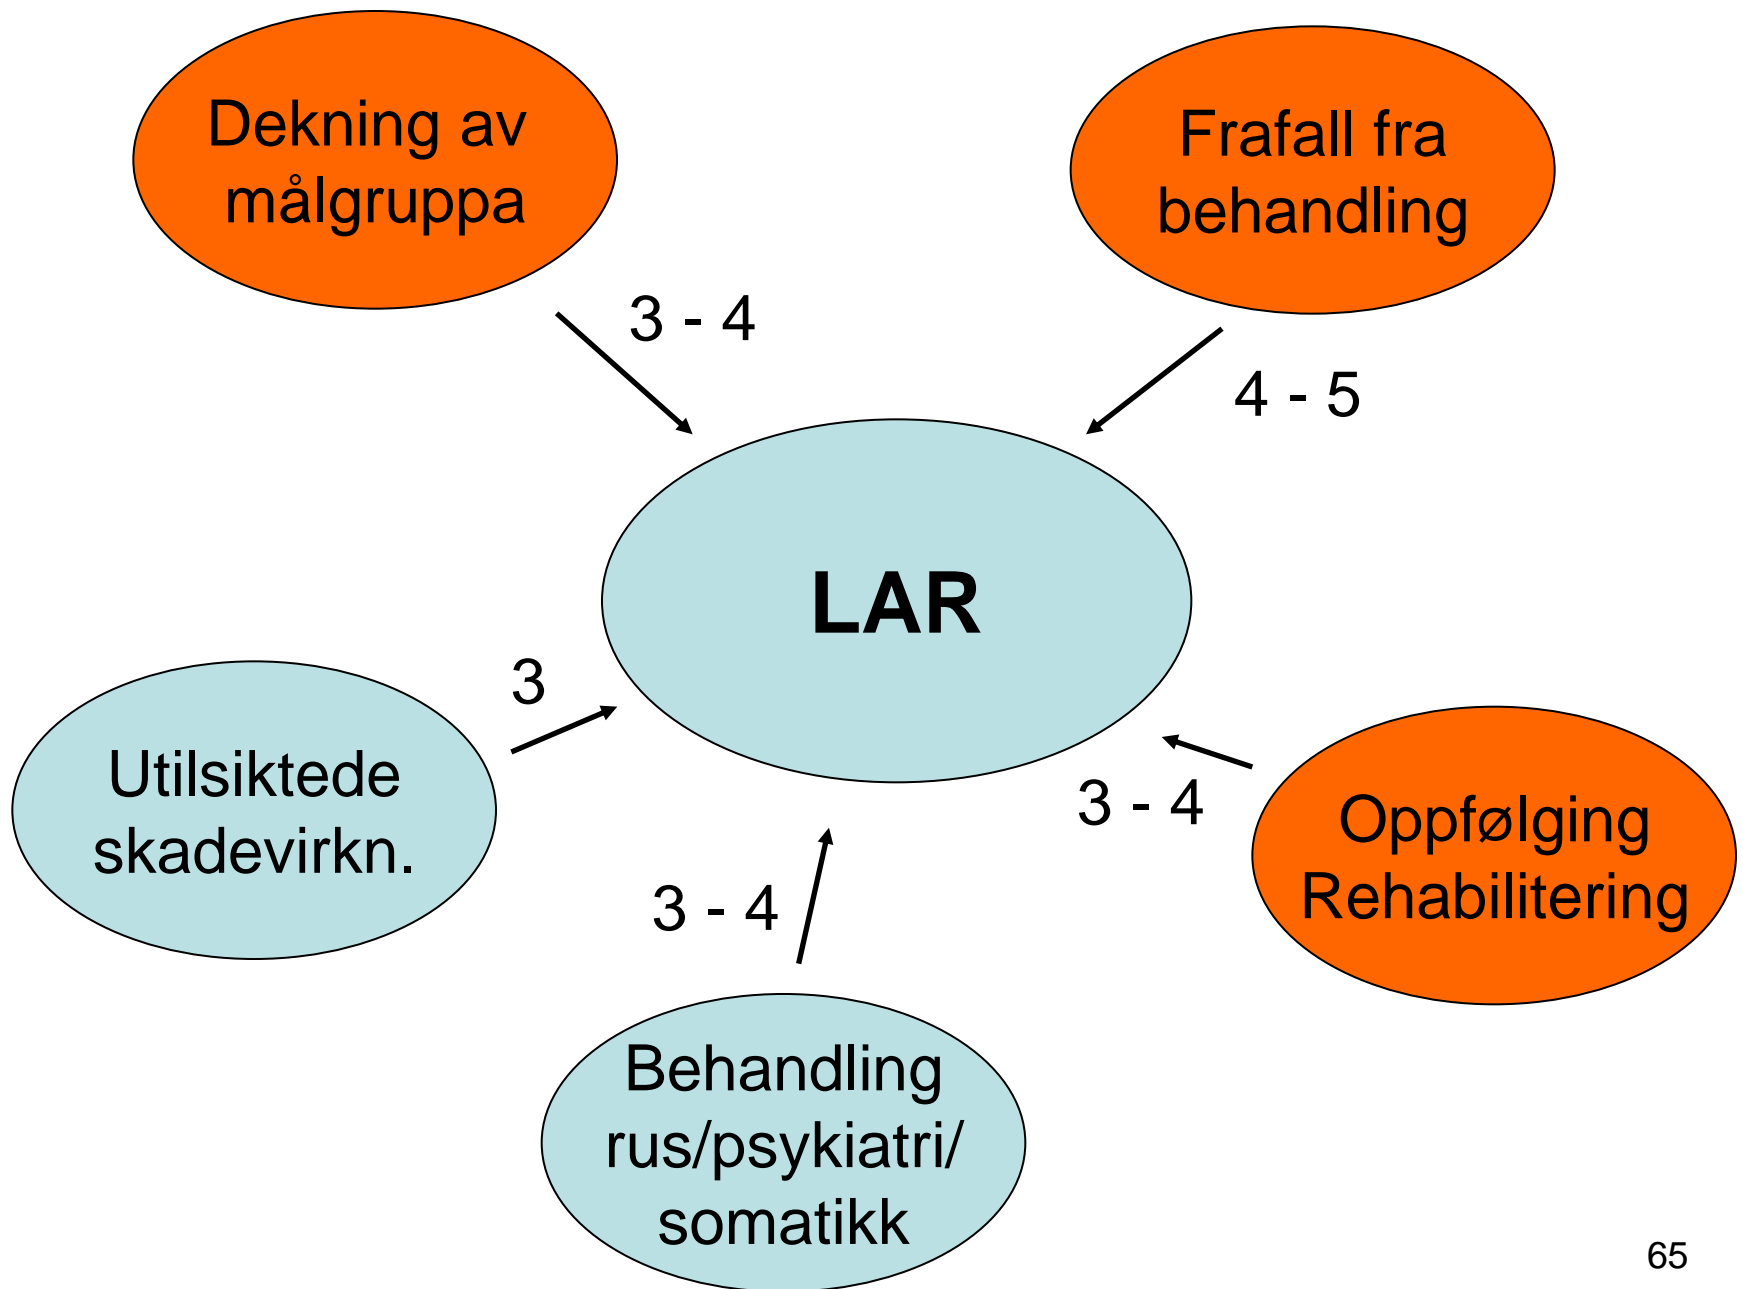 Dekning av
målgruppa
Frafall fra
behandling
3 - 4
4 - 5
LAR
3
Utilsiktede
skadevirkn.
3 - 4
Oppfølging
Rehabilitering
3 - 4
Behandling
rus/psykiatri/
somatikk
65